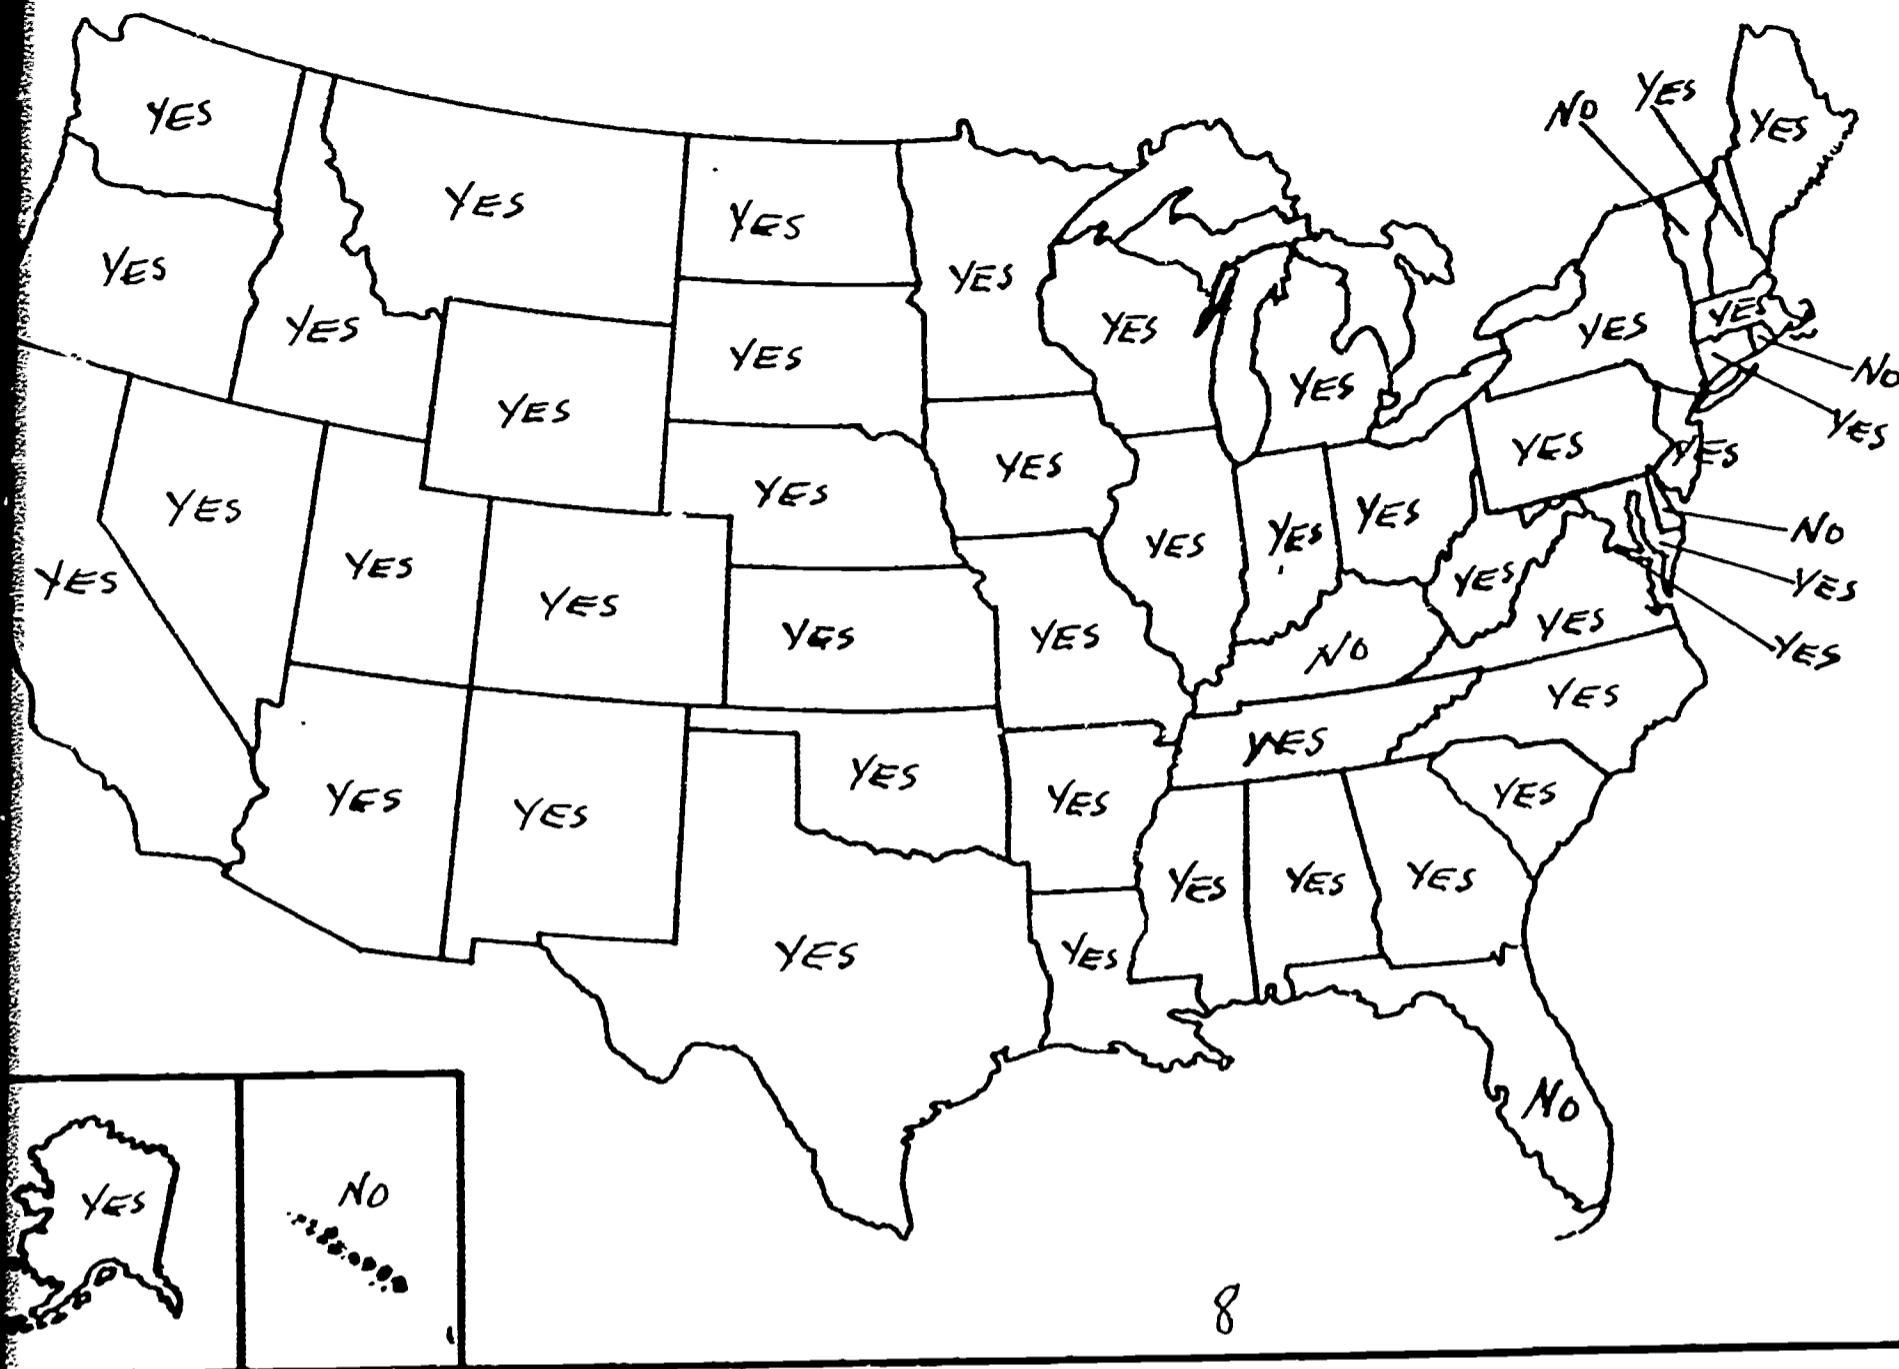 YES
NO
YES
YES
YES
YES
YES
YES
YES
YES
YES
YES
YES
YES
YES
YES
NO
YES
YES
YES
YES
YES
YES
YES
YES
YES
YES
YES
YES
YES
NO
YES
YES
YES
YES
YES
YES
YES
NO
YES
YES
YES
YES
YES
YES
YES
YES
YES
YES
YES
YES
NO
YES
NO
8